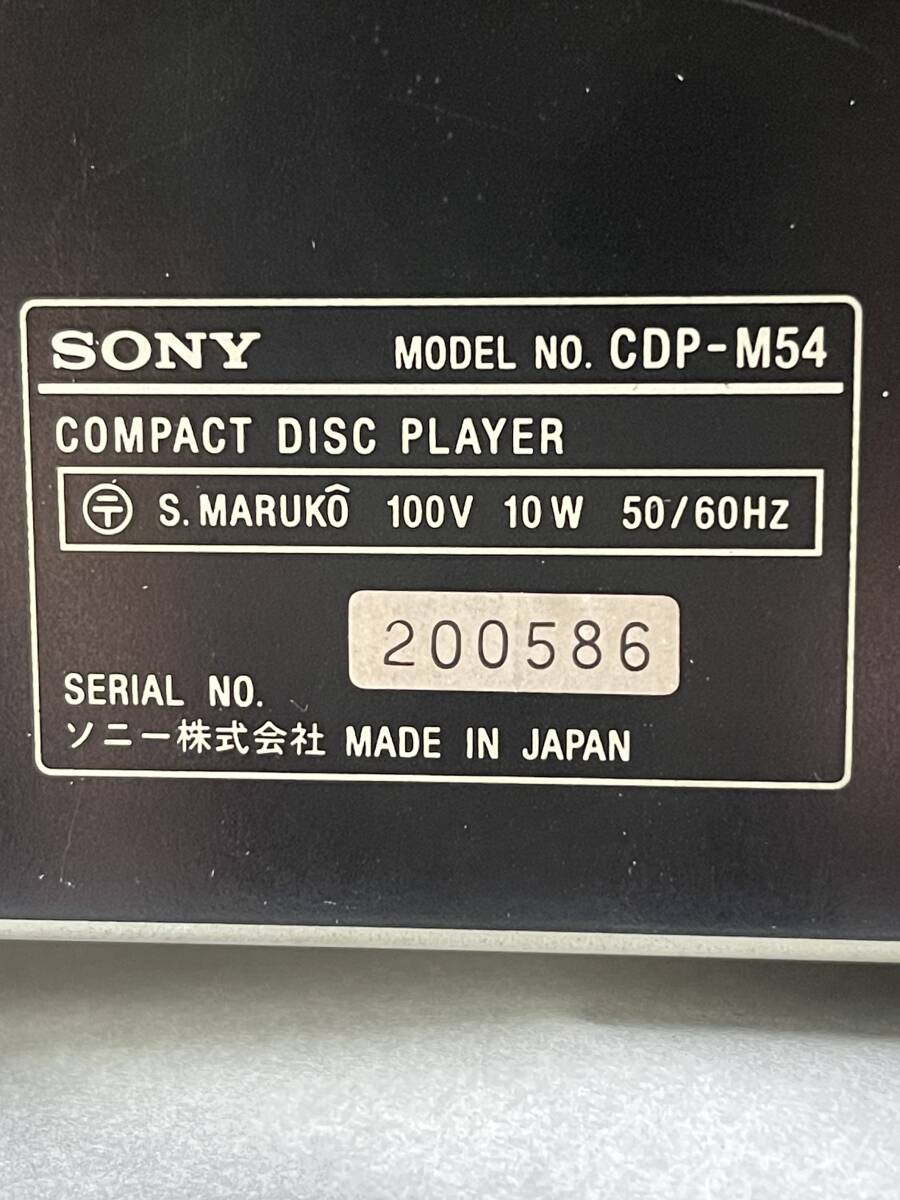 SONY MODEL NO. CDP-M54
COMPACT DISC PLAYER
〒 S. MARUKÔ 100V 10W 50/60Hz
200586
SERIAL NO.
ソニー株式会社 MADE IN JAPAN